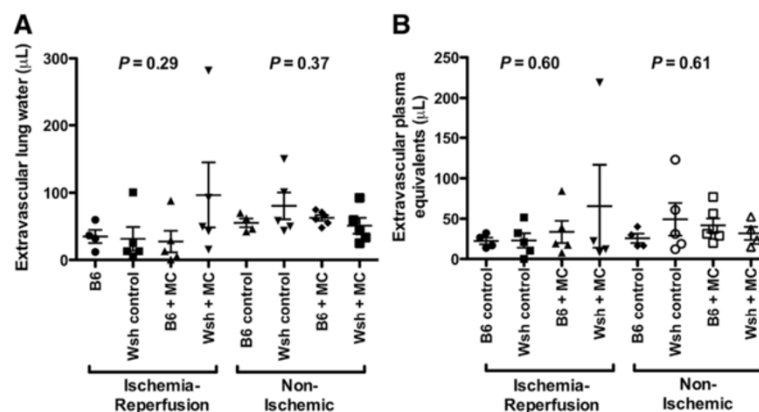 A
Extravascular lung water (μL)
300
200
100
0
P = 0.29
P = 0.37
B6
Wsh control
B6 + MC
Wsh + MC
B6 control
Wsh control
B6 + MC
Wsh + MC
Ischemia-
Reperfusion
Non-
Ischemic
B
Extravascular plasma
equivalents (μL)
250
200
150
100
50
0
P = 0.60
P = 0.61
B6 control
Wsh control
B6 + MC
Wsh + MC
B6 control
Wsh control
B6 + MC
Wsh + MC
Ischemia-
Reperfusion
Non-
Ischemic